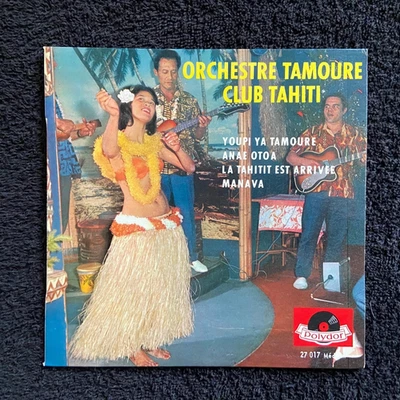 ORCHESTRE TAMOURE
CLUB TAHITI
YOUPI YA TAMOURE
ANAE OTOA
LA TAHITIT EST ARRIVÉE
MANAVA
Polydor
27 017